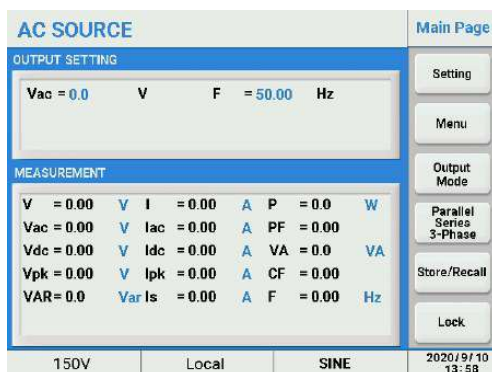 AC SOURCE
Main Page
OUTPUT SETTING
Vac = 0.0 V F = 50.00 Hz
MEASUREMENT
V = 0.00 V I = 0.00 A P = 0.0 W
Vac = 0.00 V Iac = 0.00 A PF = 0.00
Vdc = 0.00 V Idc = 0.00 A VA = 0.0 VA
Vpk = 0.00 V Ipk = 0.00 A CF = 0.00
VAR= 0.0 Var Is = 0.00 A F = 0.00 Hz
Setting
Menu
Output
Mode
Parallel
Series
3-Phase
Store/Recall
Lock
150V Local SINE
2020/9/10
13:58